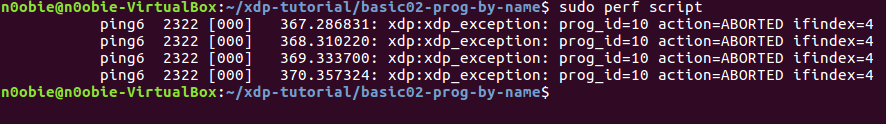 n0obie@n0obie-VirtualBox:~/xdp-tutorial/basic02-prog-by-name$ sudo perf script
ping6 2322 [000] 367.286831: xdp:xdp_exception: prog_id=10 action=ABORTED ifindex=4
ping6 2322 [000] 368.310220: xdp:xdp_exception: prog_id=10 action=ABORTED ifindex=4
ping6 2322 [000] 369.333700: xdp:xdp_exception: prog_id=10 action=ABORTED ifindex=4
ping6 2322 [000] 370.357324: xdp:xdp_exception: prog_id=10 action=ABORTED ifindex=4
n0obie@n0obie-VirtualBox:~/xdp-tutorial/basic02-prog-by-name$